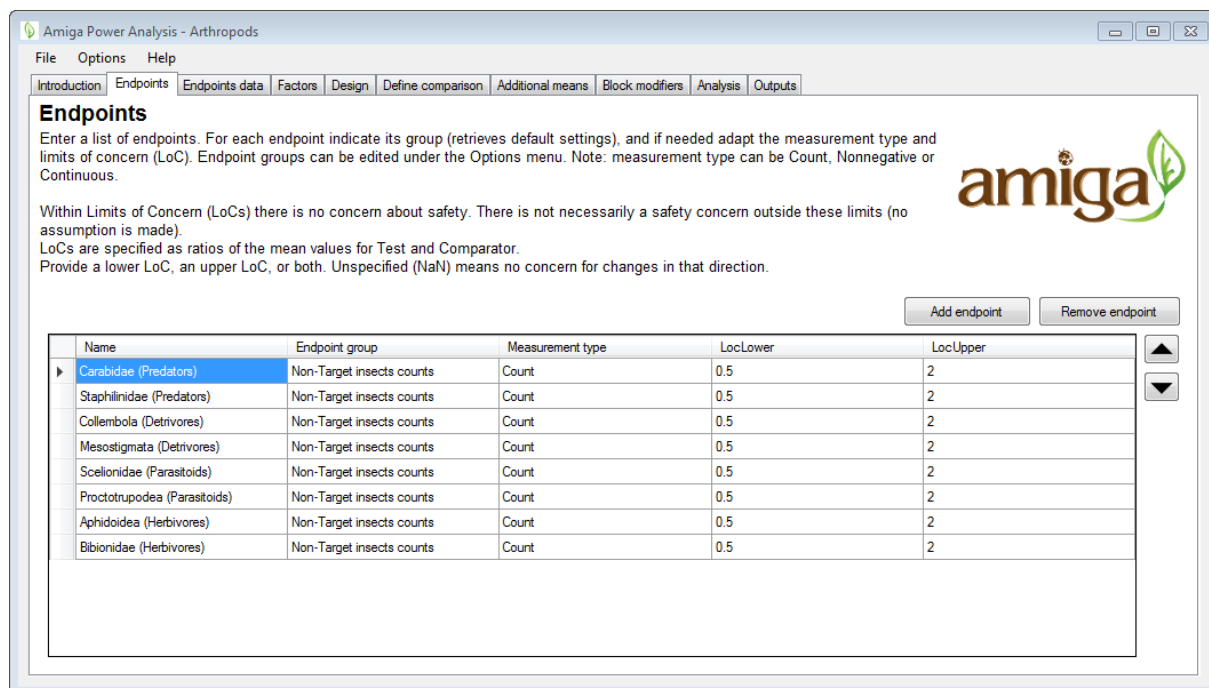 Amiga Power Analysis - Arthropods
File Options Help
Introduction Endpoints Endpoints data Factors Design Define comparison Additional means Block modifiers Analysis Outputs
Endpoints
Enter a list of endpoints. For each endpoint indicate its group (retrieves default settings), and if needed adapt the measurement type and
limits of concern (LoC). Endpoint groups can be edited under the Options menu. Note: measurement type can be Count, Nonnegative or
Continuous.
Within Limits of Concern (LoCs) there is no concern about safety. There is not necessarily a safety concern outside these limits (no
assumption is made).
LoCs are specified as ratios of the mean values for Test and Comparator.
Provide a lower LoC, an upper LoC, or both. Unspecified (NaN) means no concern for changes in that direction.
amiga
Add endpoint Remove endpoint
Name Endpoint group Measurement type LocLower LocUpper
Carabidae (Predators) Non-Target insects counts Count 0.5 2
Staphilinidae (Predators) Non-Target insects counts Count 0.5 2
Collembola (Detrivores) Non-Target insects counts Count 0.5 2
Mesostigmata (Detrivores) Non-Target insects counts Count 0.5 2
Scelionidae (Parasitoids) Non-Target insects counts Count 0.5 2
Proctotrupodea (Parasitoids) Non-Target insects counts Count 0.5 2
Aphidoidea (Herbivores) Non-Target insects counts Count 0.5 2
Bibionidae (Herbivores) Non-Target insects counts Count 0.5 2